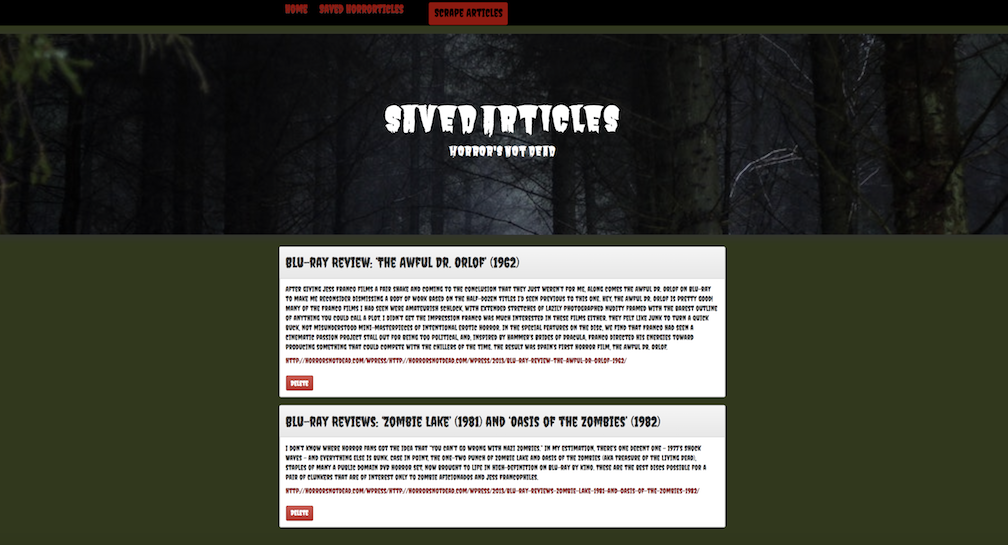 HOME SAVED HORRORTICLES SCRAPE ARTICLES
SAVED ARTICLES
HORROR'S NOT DEAD
BLU-RAY REVIEW: 'THE AWFUL DR. ORLOF' (1962)
AFTER GIVING JESS FRANCO FILMS A FAIR SHAKE AND COMING TO THE CONCLUSION THAT THEY JUST WEREN'T FOR ME, ALONG COMES THE AWFUL DR. ORLOF ON BLU-RAY
TO MAKE ME RECONSIDER DISMISSING A BODY OF WORK BASED ON THE HALF-DOZEN TITLES I'D SEEN PREVIOUS TO THIS ONE. HEY, THE AWFUL DR. ORLOF IS PRETTY GOOD!
MANY OF THE FRANCO FILMS I HAD SEEN WERE AMATEURISH SCHLOCK, WITH EXTENDED STRETCHES OF LAZILY PHOTOGRAPHED NUDITY FRAMED WITH THE BAREST OUTLINE
OF ANYTHING YOU COULD CALL A PLOT. I DIDN'T GET THE IMPRESSION FRANCO WAS MUCH INTERESTED IN THESE FILMS EITHER. THEY FELT LIKE JUNK TO TURN A QUICK
BUCK, NOT MISUNDERSTOOD MINI-MASTERPIECES OF INTENTIONAL EROTIC HORROR. IN THE SPECIAL FEATURES ON THE DISC, WE FIND THAT FRANCO HAD SEEN A
CINEMATIC PASSION PROJECT STALL OUT FOR BEING TOO POLITICAL, AND, INSPIRED BY HAMMER'S BRIDES OF DRACULA, FRANCO DIRECTED HIS ENERGIES TOWARD
PRODUCING SOMETHING THAT COULD COMPETE WITH THE CHILLERS OF THE TIME. THE RESULT WAS SPAIN'S FIRST HORROR FILM, THE AWFUL DR. ORLOF.
HTTP://HORRORSNOTDEAD.COM/WPRESS/HTTP://HORRORSNOTDEAD.COM/WPRESS/2013/BLU-RAY-REVIEW-THE-AWFUL-DR-ORLOF-1962/
DELETE
BLU-RAY REVIEWS: 'ZOMBIE LAKE' (1981) AND 'OASIS OF THE ZOMBIES' (1982)
I DON'T KNOW WHERE HORROR FANS GOT THE IDEA THAT "YOU CAN'T GO WRONG WITH NAZI ZOMBIES." IN MY ESTIMATION, THERE'S ONE DECENT ONE – 1977'S SHOCK
WAVES – AND EVERYTHING ELSE IS BUNK. CASE IN POINT, THE ONE-TWO PUNCH OF ZOMBIE LAKE AND OASIS OF THE ZOMBIES (AKA TREASURE OF THE LIVING DEAD),
STAPLES OF MANY A PUBLIC DOMAIN DVD HORROR SET, NOW BROUGHT TO LIFE IN HIGH-DEFINITION ON BLU-RAY BY KINO. THESE ARE THE BEST DISCS POSSIBLE FOR A
PAIR OF CLUNKERS THAT ARE OF INTEREST ONLY TO ZOMBIE AFICIONADOS AND JESS FRANCOPHILES.
HTTP://HORRORSNOTDEAD.COM/WPRESS/HTTP://HORRORSNOTDEAD.COM/WPRESS/2013/BLU-RAY-REVIEWS-ZOMBIE-LAKE-1981-AND-OASIS-OF-THE-ZOMBIES-1982/
DELETE